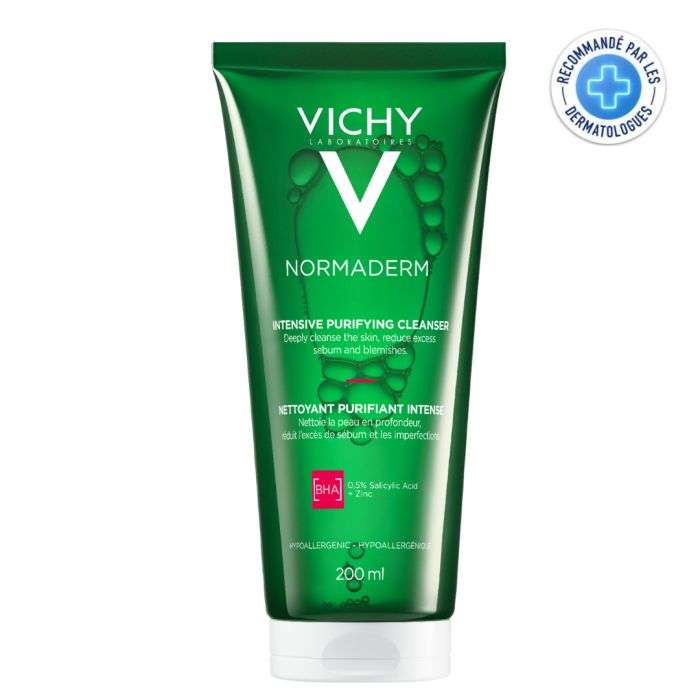 RECOMMANDÉ PAR LES
DERMATOLOGUES
VICHY
LABORATOIRES
V
NORMADERM
INTENSIVE PURIFYING CLEANSER
Deeply cleanse the skin, reduce excess
sebum and blemishes.
NETTOYANT PURIFIANT INTENSE
Nettoie la peau en profondeur,
réduit l'excès de sébum et les imperfections.
[BHA]
0.5% Salicylic Acid
+ Zinc
HYPOALLERGENIC - HYPOALLERGÉNIQUE
200 ml